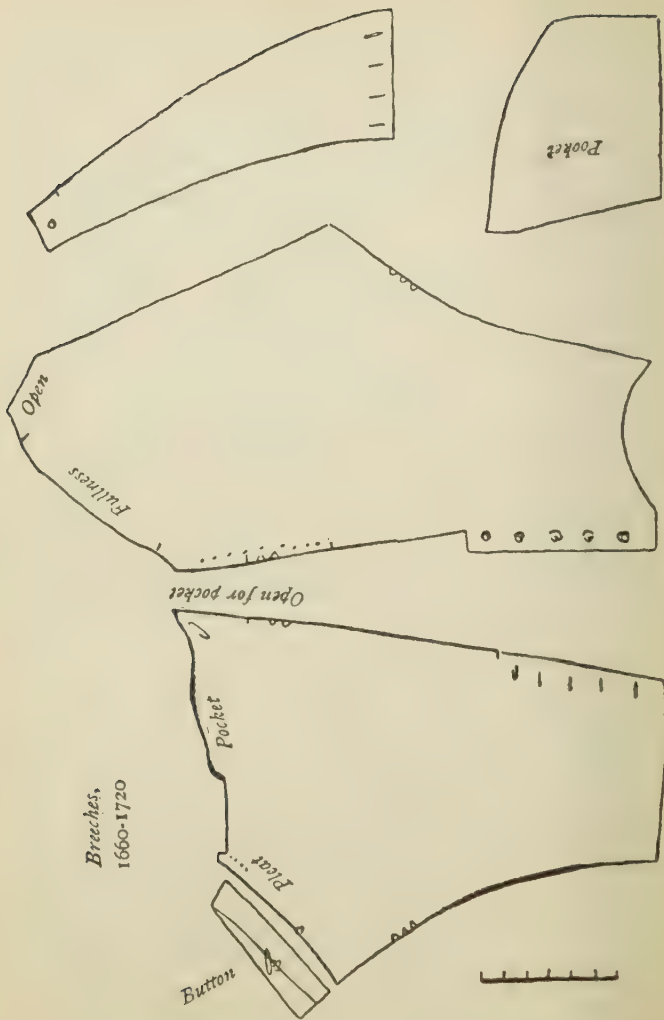 Pocket
Open
Fullness
Open for pocket
Pocket
Breeches,
1660-1720
Pleat
Button